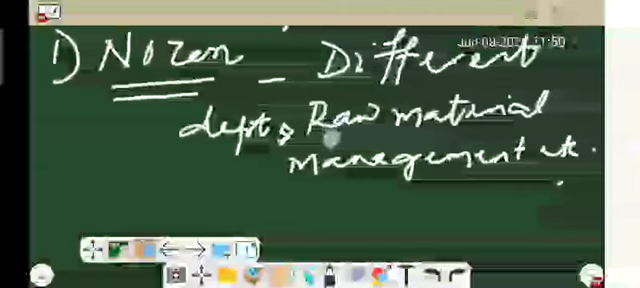 1) Nozen - Different
dept, Raw material
management etc.